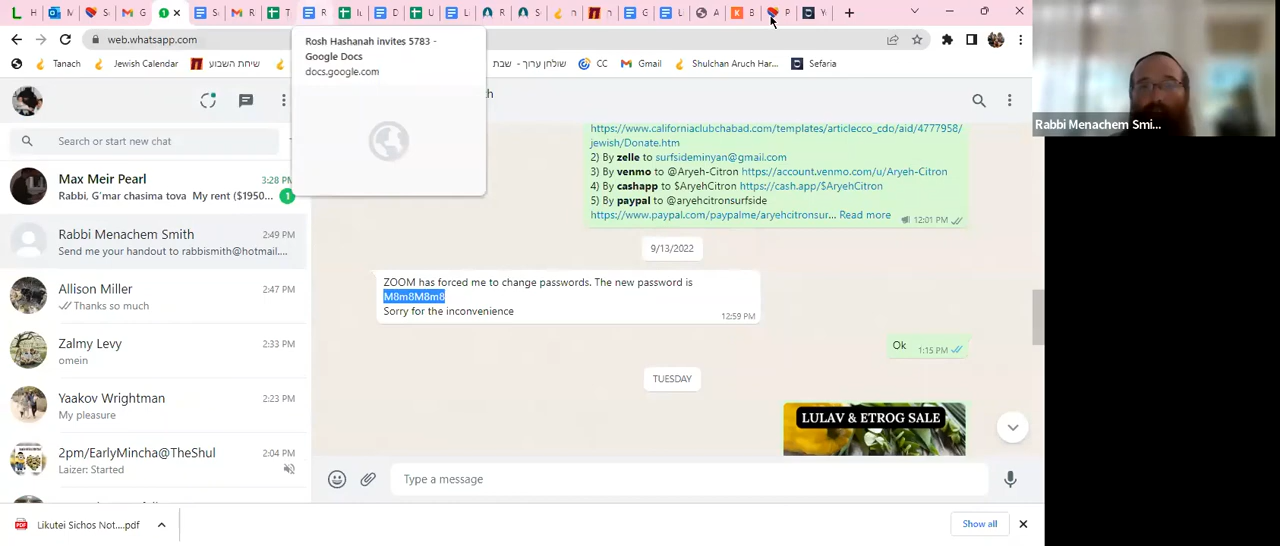 web.whatsapp.com
Tanach
Jewish Calendar
שיחת השבוע
שולחן ערוך - שבת
CC
Gmail
Shulchan Aruch Har...
Sefaria
Rosh Hashanah invites 5783 -
Google Docs
docs.google.com
Rabbi Menachem Smi...
Search or start new chat
Max Meir Pearl
3:28 PM
Rabbi, G'mar chasima tova My rent ($1950...
1
Rabbi Menachem Smith
2:49 PM
Send me your handout to rabbismith@hotmail....
Allison Miller
2:47 PM
Thanks so much
Zalmy Levy
2:33 PM
omein
Yaakov Wrightman
2:23 PM
My pleasure
2pm/EarlyMincha@TheShul
2:04 PM
Laizer: Started
https://www.californiaclubchabad.com/templates/articlecco_cdo/aid/4777958/
jewish/Donate.htm
2) By zelle to surfsideminyan@gmail.com
3) By venmo to @Aryeh-Citron https://account.venmo.com/u/Aryeh-Citron
4) By cashapp to $AryehCitron https://cash.app/$AryehCitron
5) By paypal to @aryehcitronsurfside
https://www.paypal.com/paypalme/aryehcitronsur... Read more
12:01 PM
9/13/2022
ZOOM has forced me to change passwords. The new password is
M8m8M8m8
Sorry for the inconvenience
12:59 PM
Ok
1:15 PM
TUESDAY
LULAV & ETROG SALE
Type a message
Likutei Sichos Not....pdf
Show all